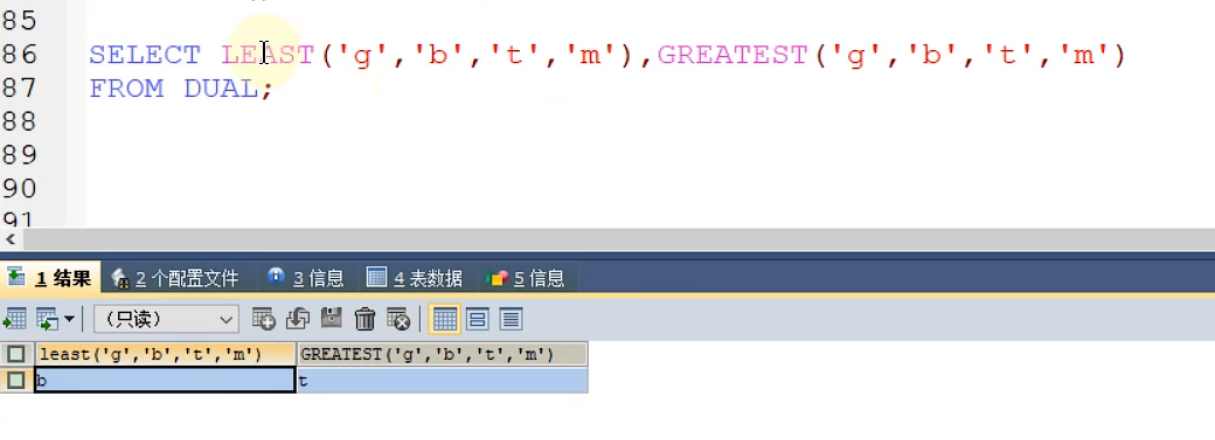 85
86 SELECT LEAST('g','b','t','m'),GREATEST('g','b','t','m')
87 FROM DUAL;
88
89
90
91
1 结果 2 个配置文件 3 信息 4 表数据 5 信息
(只读)
least('g','b','t','m') GREATEST('g','b','t','m')
b t